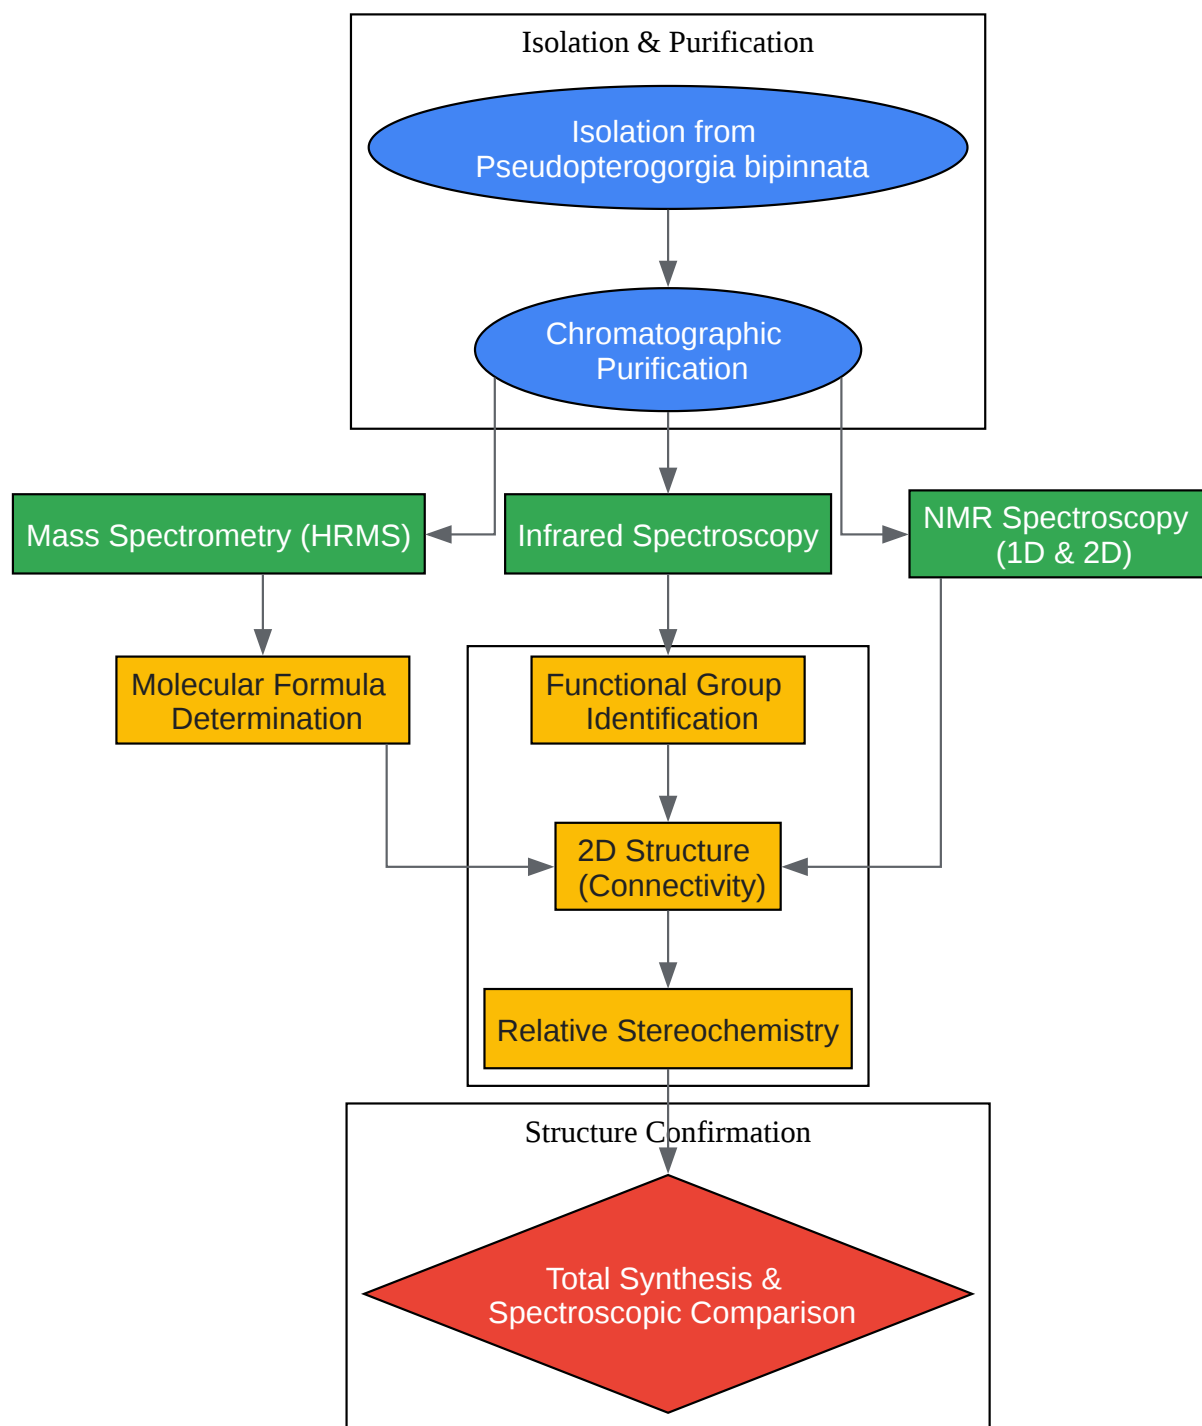 Isolation & Purification
Isolation from
Pseudopterogorgia bipinnata
Chromatographic
Purification
Mass Spectrometry (HRMS)
Infrared Spectroscopy
NMR Spectroscopy
(1D & 2D)
Molecular Formula
Determination
Functional Group
Identification
2D Structure
(Connectivity)
Relative Stereochemistry
Structure Confirmation
Total Synthesis &
Spectroscopic Comparison